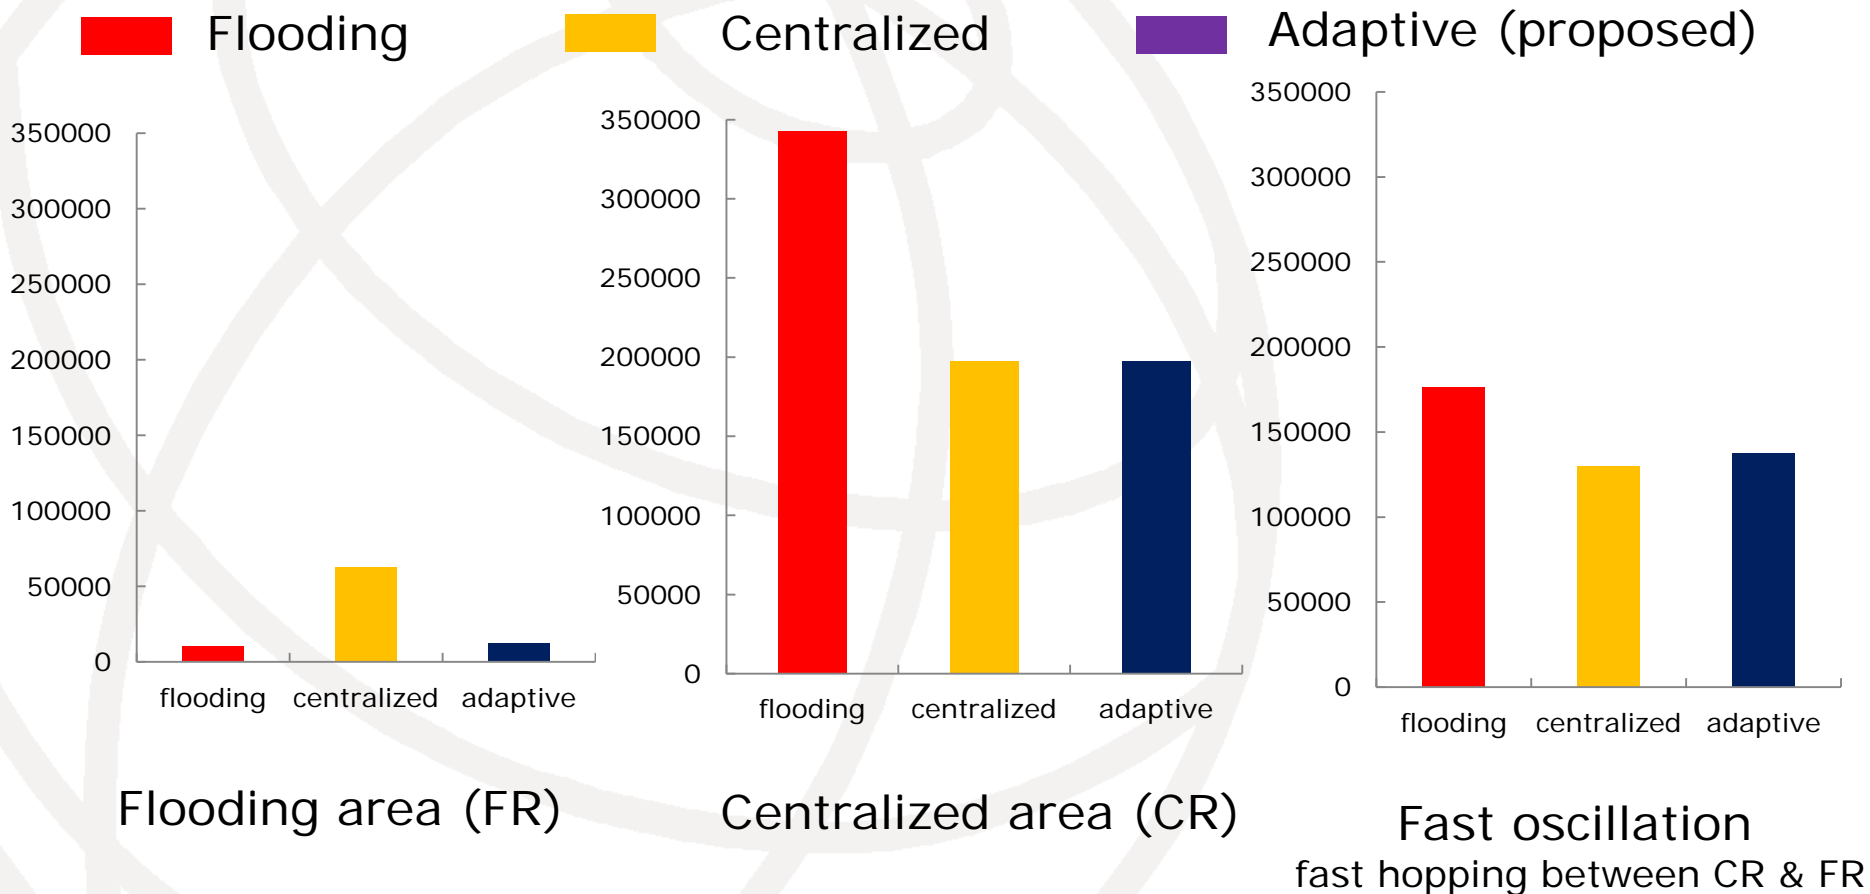 Flooding
Centralized
Adaptive (proposed)
350000
300000
250000
200000
150000
100000
50000
0
flooding centralized adaptive
Flooding area (FR)
350000
300000
250000
200000
150000
100000
50000
0
flooding centralized adaptive
Centralized area (CR)
350000
300000
250000
200000
150000
100000
50000
0
flooding centralized adaptive
Fast oscillation
fast hopping between CR & FR